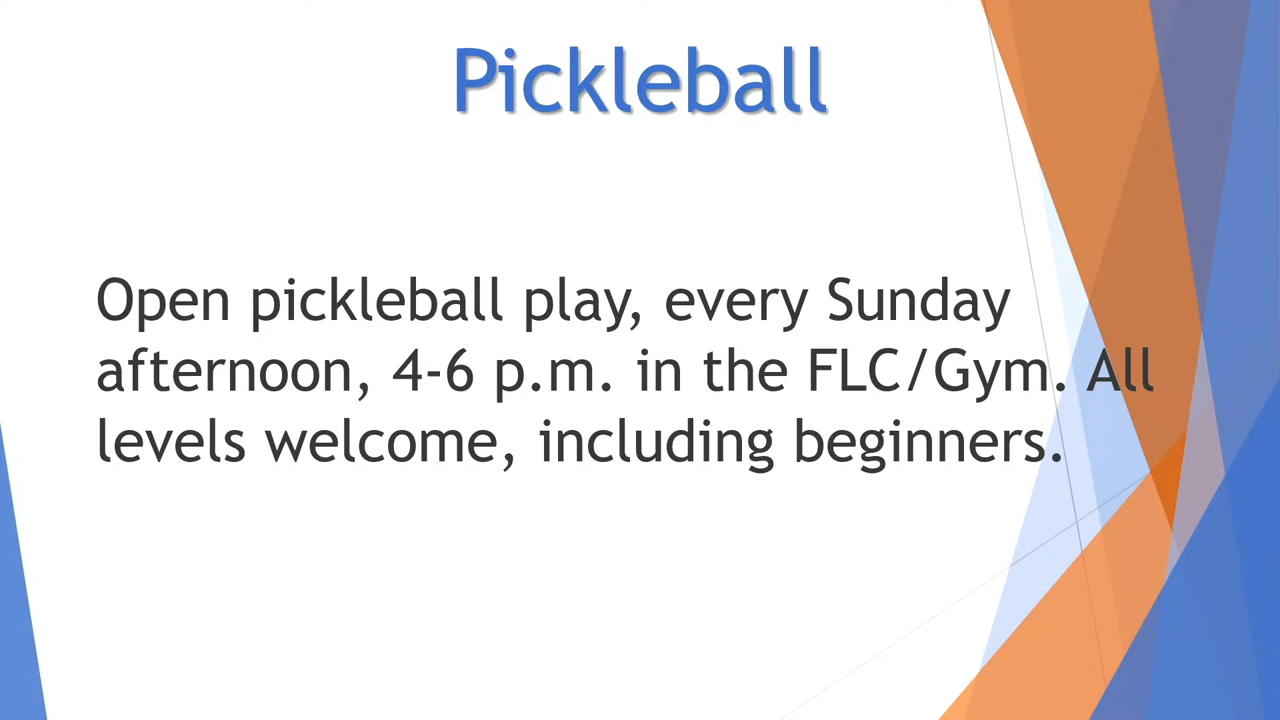 Pickleball
Open pickleball play, every Sunday
afternoon, 4-6 p.m. in the FLC/Gym. All
levels welcome, including beginners.